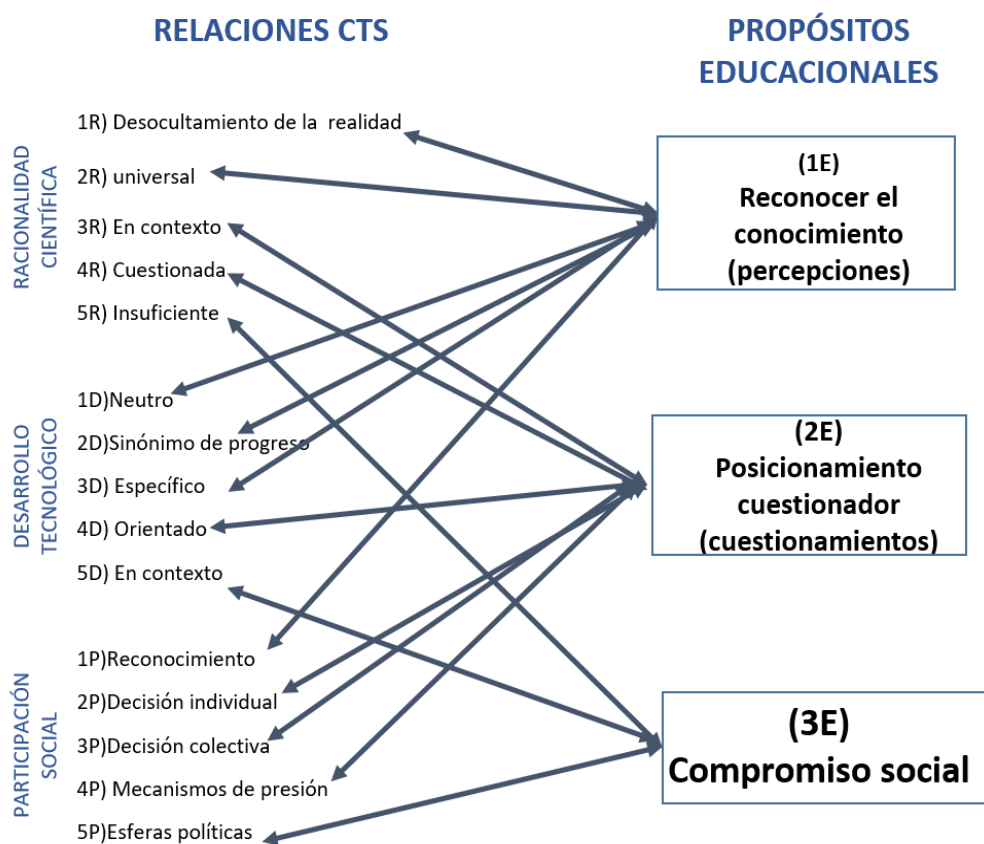 RELACIONES CTS
PROPÓSITOS
EDUCACIONALES
RACIONALIDAD
CIENTÍFICA
1R) Desocultamiento de la realidad
2R) universal
3R) En contexto
4R) Cuestionada
5R) Insuficiente
DESARROLLO
TECNOLÓGICO
1D)Neutro
2D)Sinónimo de progreso
3D) Específico
4D) Orientado
5D) En contexto
PARTICIPACIÓN
SOCIAL
1P)Reconocimiento
2P)Decisión individual
3P)Decisión colectiva
4P) Mecanismos de presión
5P)Esferas políticas
(1E)
Reconocer el
conocimiento
(percepciones)
(2E)
Posicionamiento
cuestionador
(cuestionamientos)
(3E)
Compromiso social